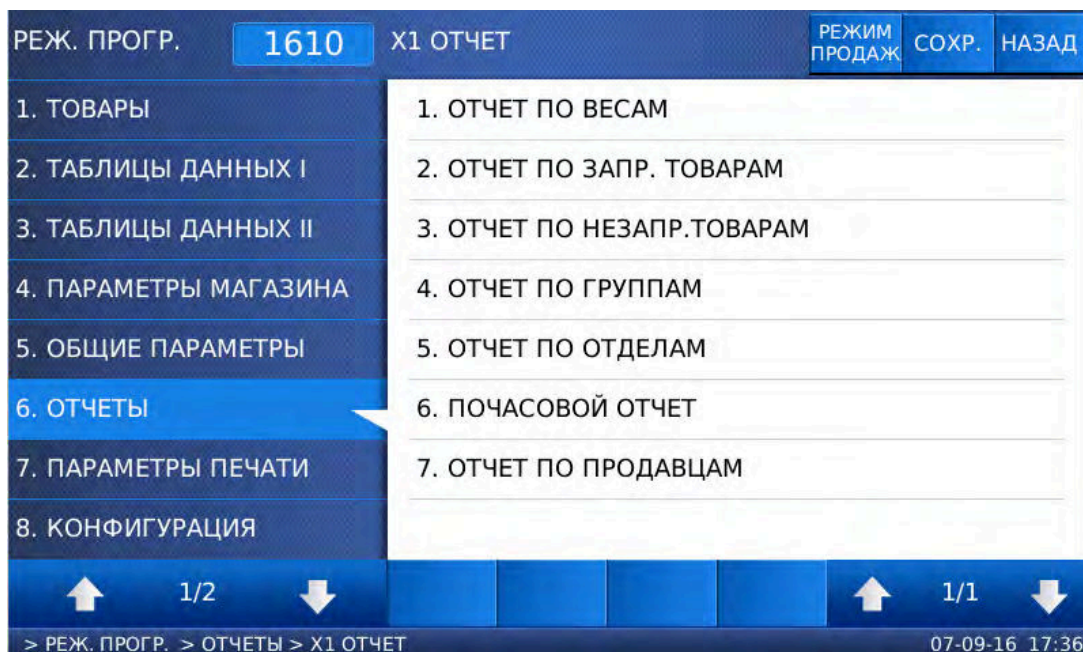 РЕЖ. ПРОГР. 1610 X1 ОТЧЕТ РЕЖИМ ПРОДАЖ СОХР. НАЗАД
1. ТОВАРЫ
1. ОТЧЕТ ПО ВЕСАМ
2. ТАБЛИЦЫ ДАННЫХ I
2. ОТЧЕТ ПО ЗАПР. ТОВАРАМ
3. ТАБЛИЦЫ ДАННЫХ II
3. ОТЧЕТ ПО НЕЗАПР.ТОВАРАМ
4. ПАРАМЕТРЫ МАГАЗИНА
4. ОТЧЕТ ПО ГРУППАМ
5. ОБЩИЕ ПАРАМЕТРЫ
5. ОТЧЕТ ПО ОТДЕЛАМ
6. ОТЧЕТЫ
6. ПОЧАСОВОЙ ОТЧЕТ
7. ПАРАМЕТРЫ ПЕЧАТИ
7. ОТЧЕТ ПО ПРОДАВЦАМ
8. КОНФИГУРАЦИЯ
1/2 1/1
> РЕЖ. ПРОГР. > ОТЧЕТЫ > X1 ОТЧЕТ 07-09-16 17:36